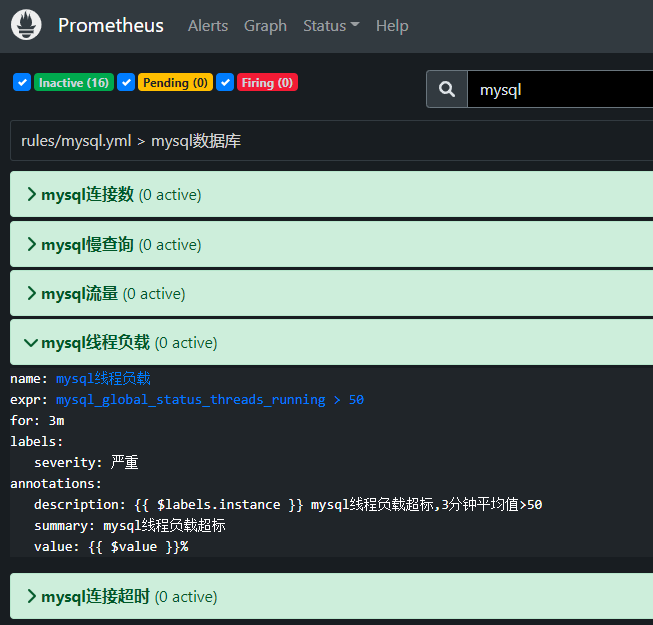 Prometheus Alerts Graph Status Help
Inactive (16) Pending (0) Firing (0) mysql
rules/mysql.yml > mysql数据库
mysql连接数 (0 active)
mysql慢查询 (0 active)
mysql流量 (0 active)
mysql线程负载 (0 active)
name: mysql线程负载
expr: mysql_global_status_threads_running > 50
for: 3m
labels:
severity: 严重
annotations:
description: {{ $labels.instance }} mysql线程负载超标,3分钟平均值>50
summary: mysql线程负载超标
value: {{ $value }}%
mysql连接超时 (0 active)